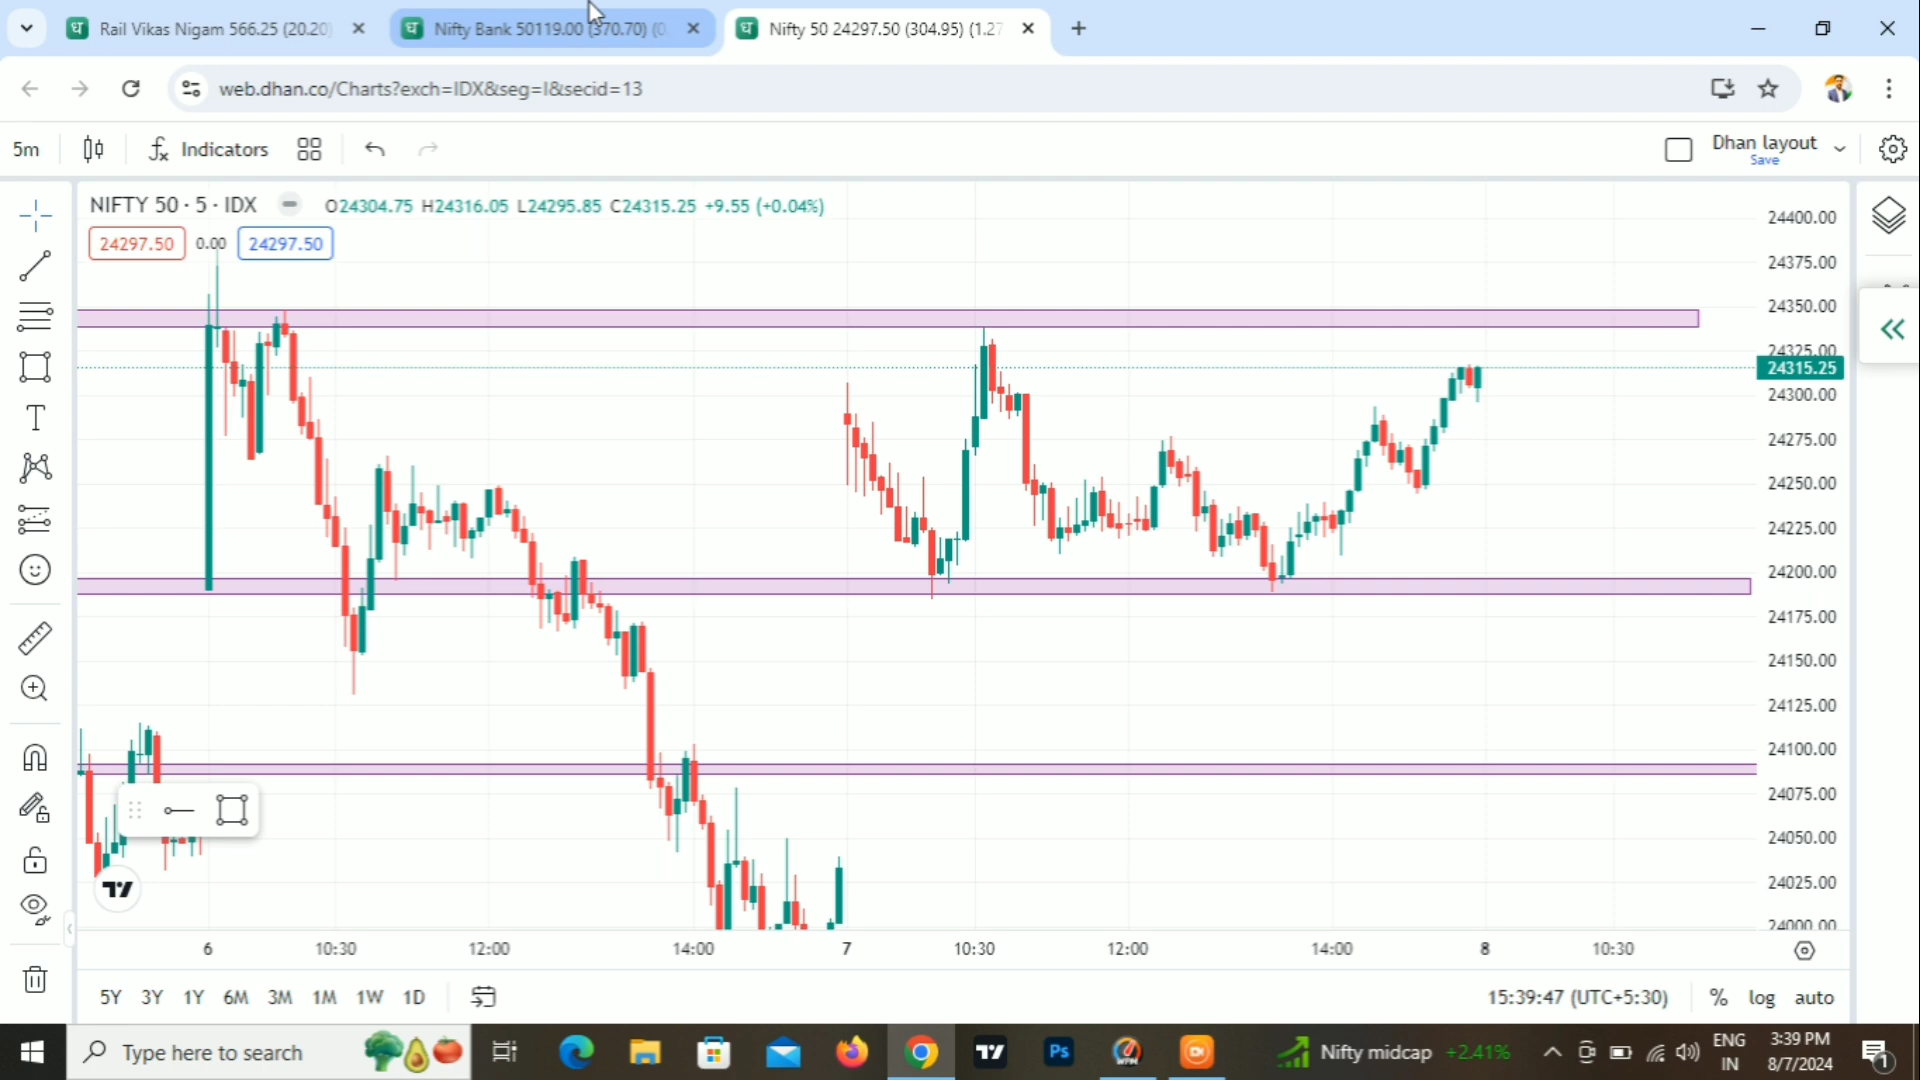 Rail Vikas Nigam 566.25 (20.20)
Nifty Bank 50119.00 (370.70) (0.
Nifty 50 24297.50 (304.95) (1.27
web.dhan.co/Charts?exch=IDX&seg=I&secid=13
5m
Indicators
Dhan layout
Save
NIFTY 50 · 5 · IDX
O24304.75 H24316.05 L24295.85 C24315.25 +9.55 (+0.04%)
24297.50 0.00 24297.50
24400.00
24375.00
24350.00
24325.00
24315.25
24300.00
24275.00
24250.00
24225.00
24200.00
24175.00
24150.00
24125.00
24100.00
24075.00
24050.00
24025.00
24000.00
6 10:30 12:00 14:00 7 10:30 12:00 14:00 8 10:30
5Y 3Y 1Y 6M 3M 1M 1W 1D
15:39:47 (UTC+5:30) % log auto
Type here to search
Ps
Nifty midcap +2.41%
ENG
IN
3:39 PM
8/7/2024
1